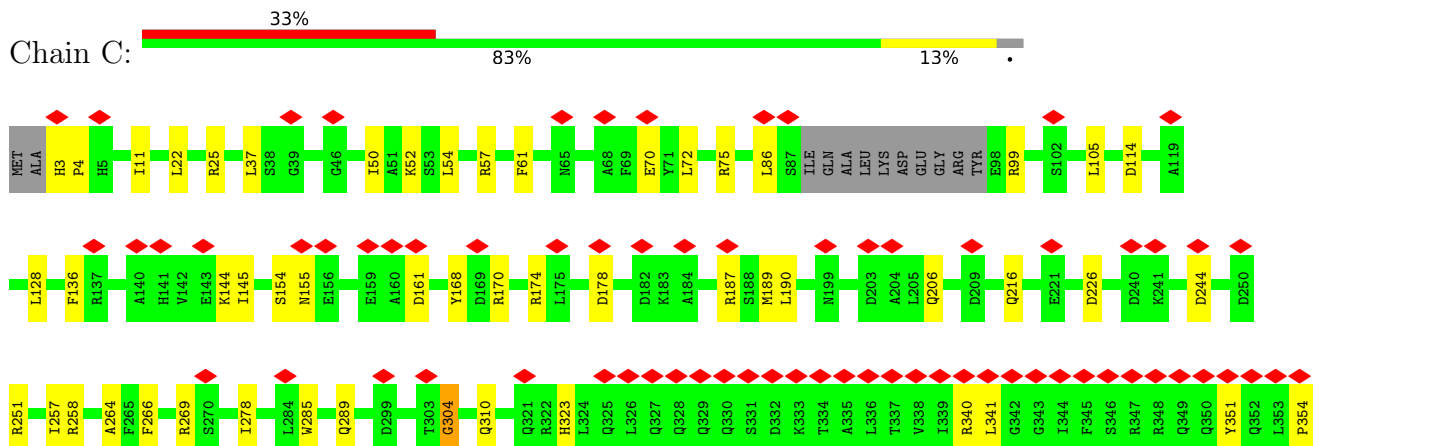 33%
Chain C:
83% 13% •
MET ALA H3 P4 H5 I11 L22 R25 L37 S38 G39 G46 I50 A51 K52 S53 L54 R57 F61 N65 A68 F69 E70 Y71 L72 R75 L86 S87 ILE GLN ALA LEU LYS ASP GLU GLY ARG TYR E98 R99 S102 L105 D114 A119
L128 F136 R137 A140 H141 V142 E143 K144 I145 S154 N155 E156 E159 A160 D161 Y168 D169 R170 R174 L175 D178 D182 K183 A184 R187 S188 M189 L190 N199 D203 A204 L205 Q206 D209 Q216 E221 D226 D240 K241 D244 D250
R251 I257 R258 A264 F265 F266 R269 S270 I278 L284 W285 Q289 D299 T303 G304 Q310 Q321 R322 H323 L324 Q325 L326 Q327 Q328 Q329 Q330 S331 D332 K333 T334 A335 L336 T337 V338 I339 R340 L341 G342 G343 I344 F345 S346 R347 R348 Q349 Q350 Y351 Q352 L353 P354